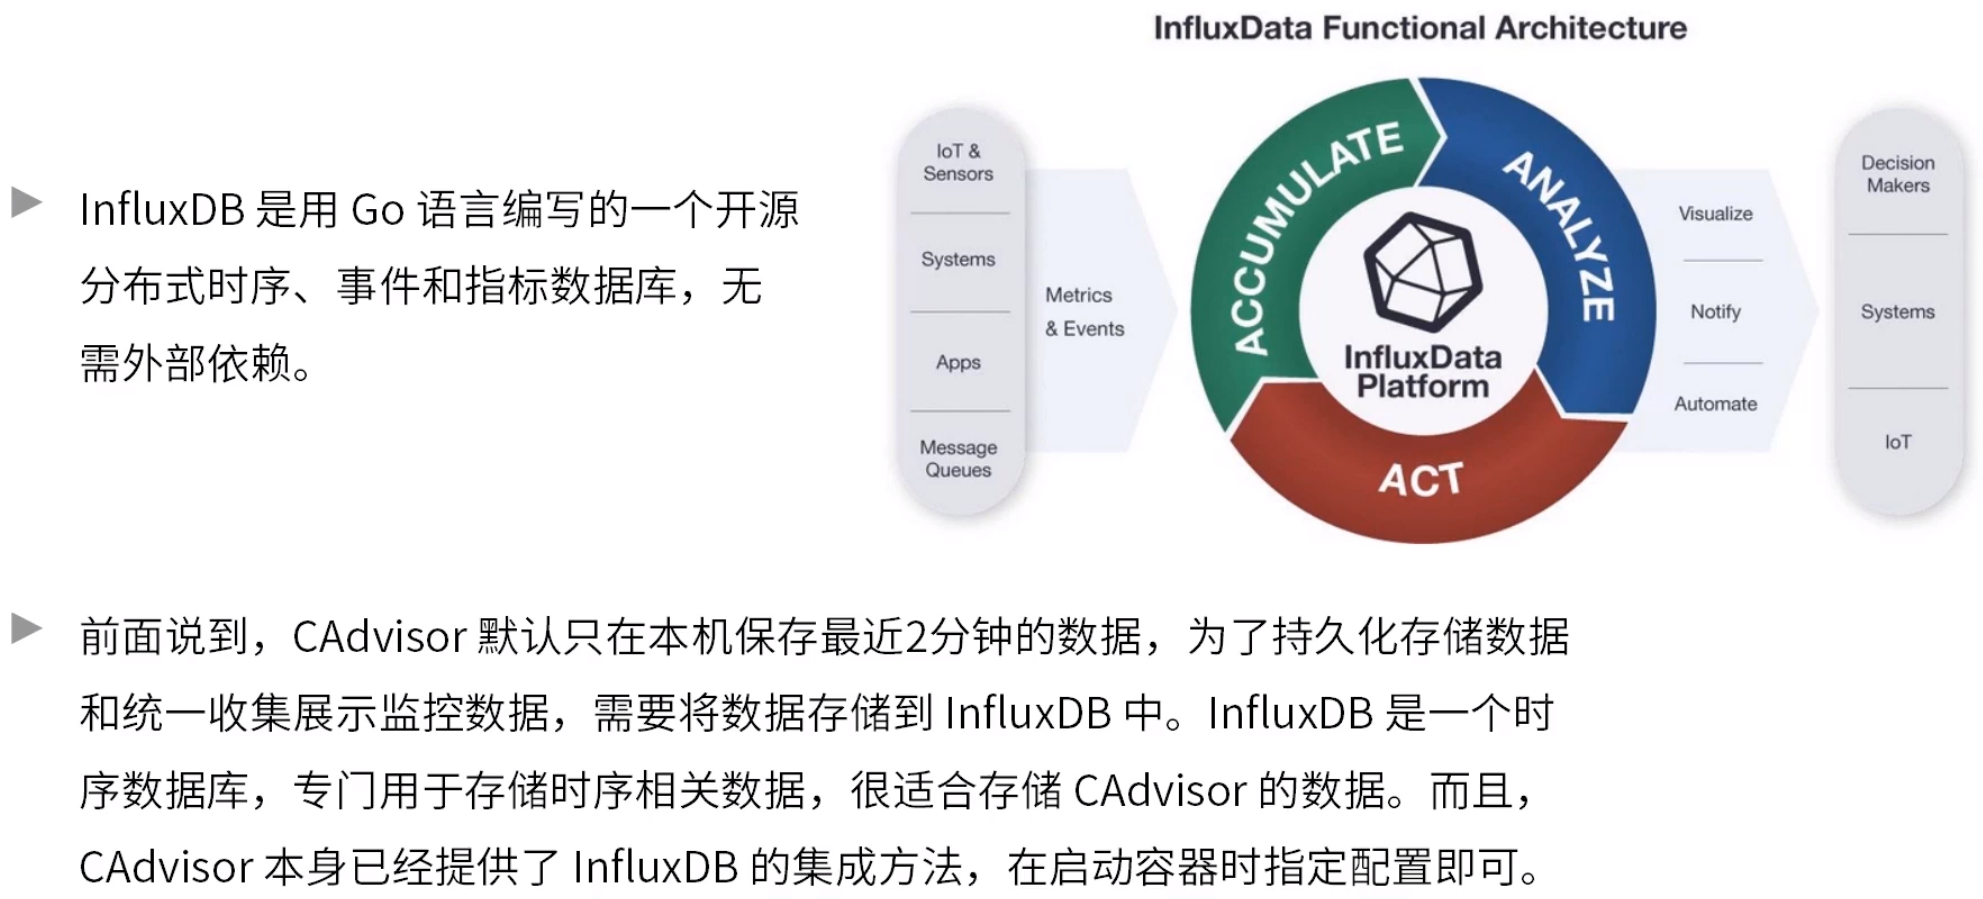 InfluxData Functional Architecture
InfluxDB 是用 Go 语言编写的一个开源
分布式时序、事件和指标数据库，无
需外部依赖。
IoT &
Sensors
Systems
Apps
Message
Queues
Metrics
& Events
ACCUMULATE
ANALYZE
ACT
InfluxData
Platform
Visualize
Notify
Automate
Decision
Makers
Systems
IoT
前面说到，CAdvisor 默认只在本机保存最近2分钟的数据，为了持久化存储数据
和统一收集展示监控数据，需要将数据存储到 InfluxDB 中。InfluxDB 是一个时
序数据库，专门用于存储时序相关数据，很适合存储 CAdvisor 的数据。而且，
CAdvisor 本身已经提供了 InfluxDB 的集成方法，在启动容器时指定配置即可。